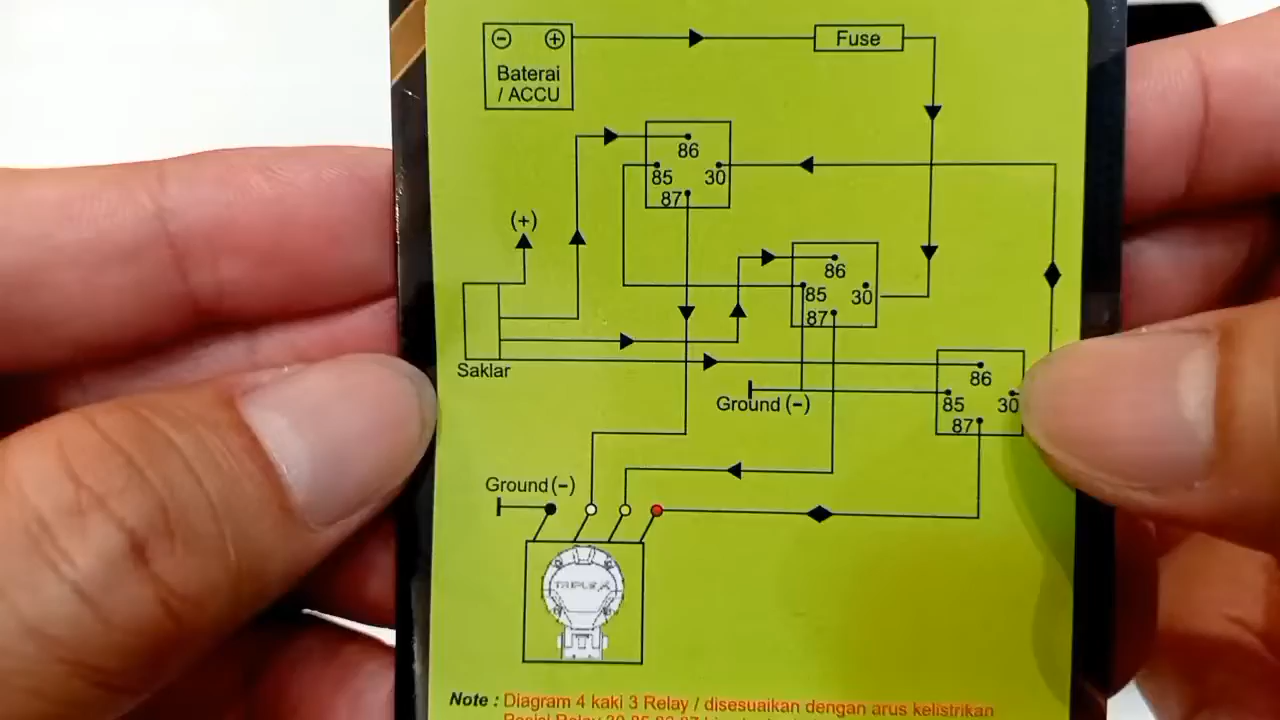 Fuse
Baterai
/ ACCU
86
85 30
87
(+)
86
85 30
87
Saklar
86
Ground (-)
85 30
87
Ground (-)
TRIPLE X
Note : Diagram 4 kaki 3 Relay / disesuaikan dengan arus kelistrikan